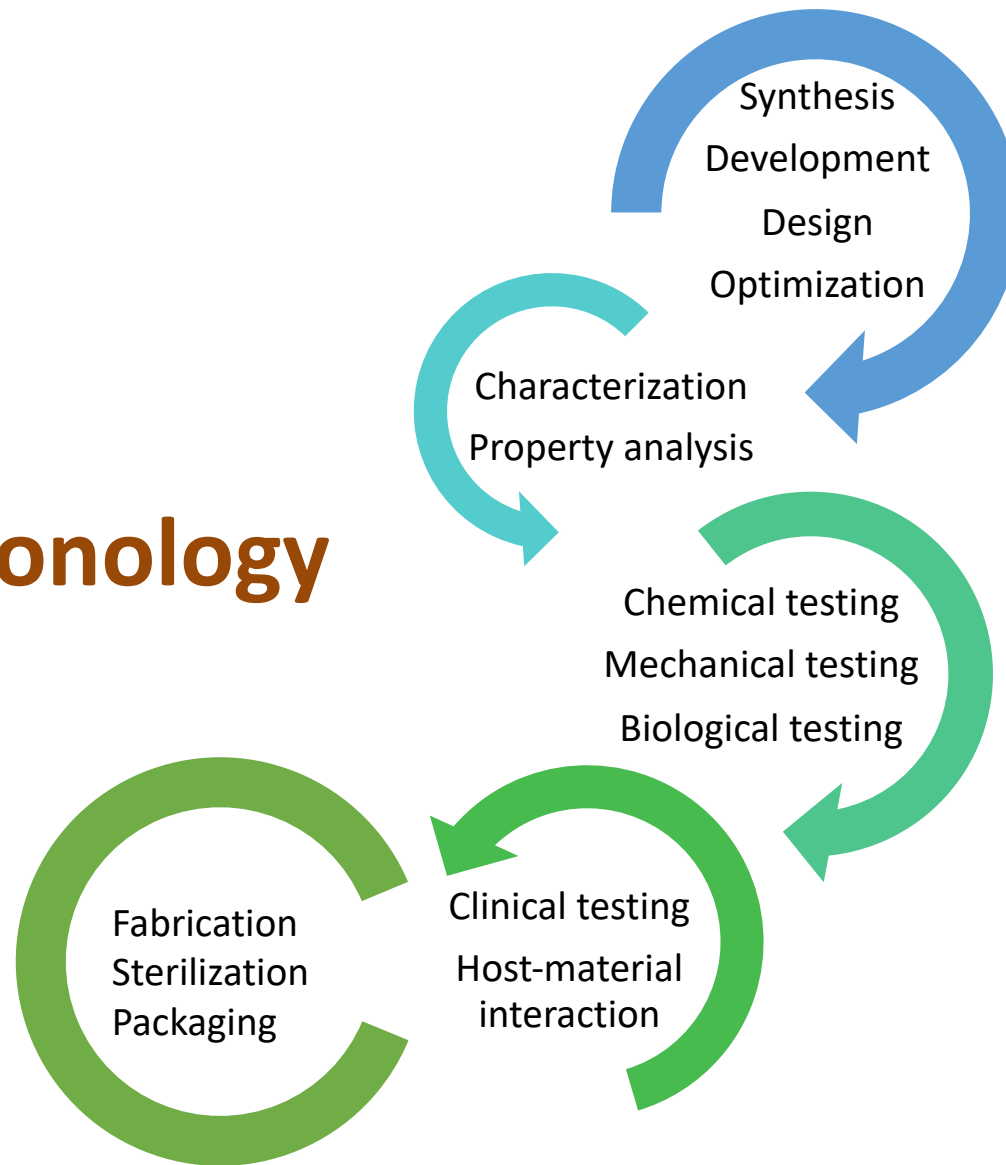 Synthesis
Development
Design
Optimization
Characterization
Property analysis
onology
Chemical testing
Mechanical testing
Biological testing
Clinical testing
Host-material
interaction
Fabrication
Sterilization
Packaging